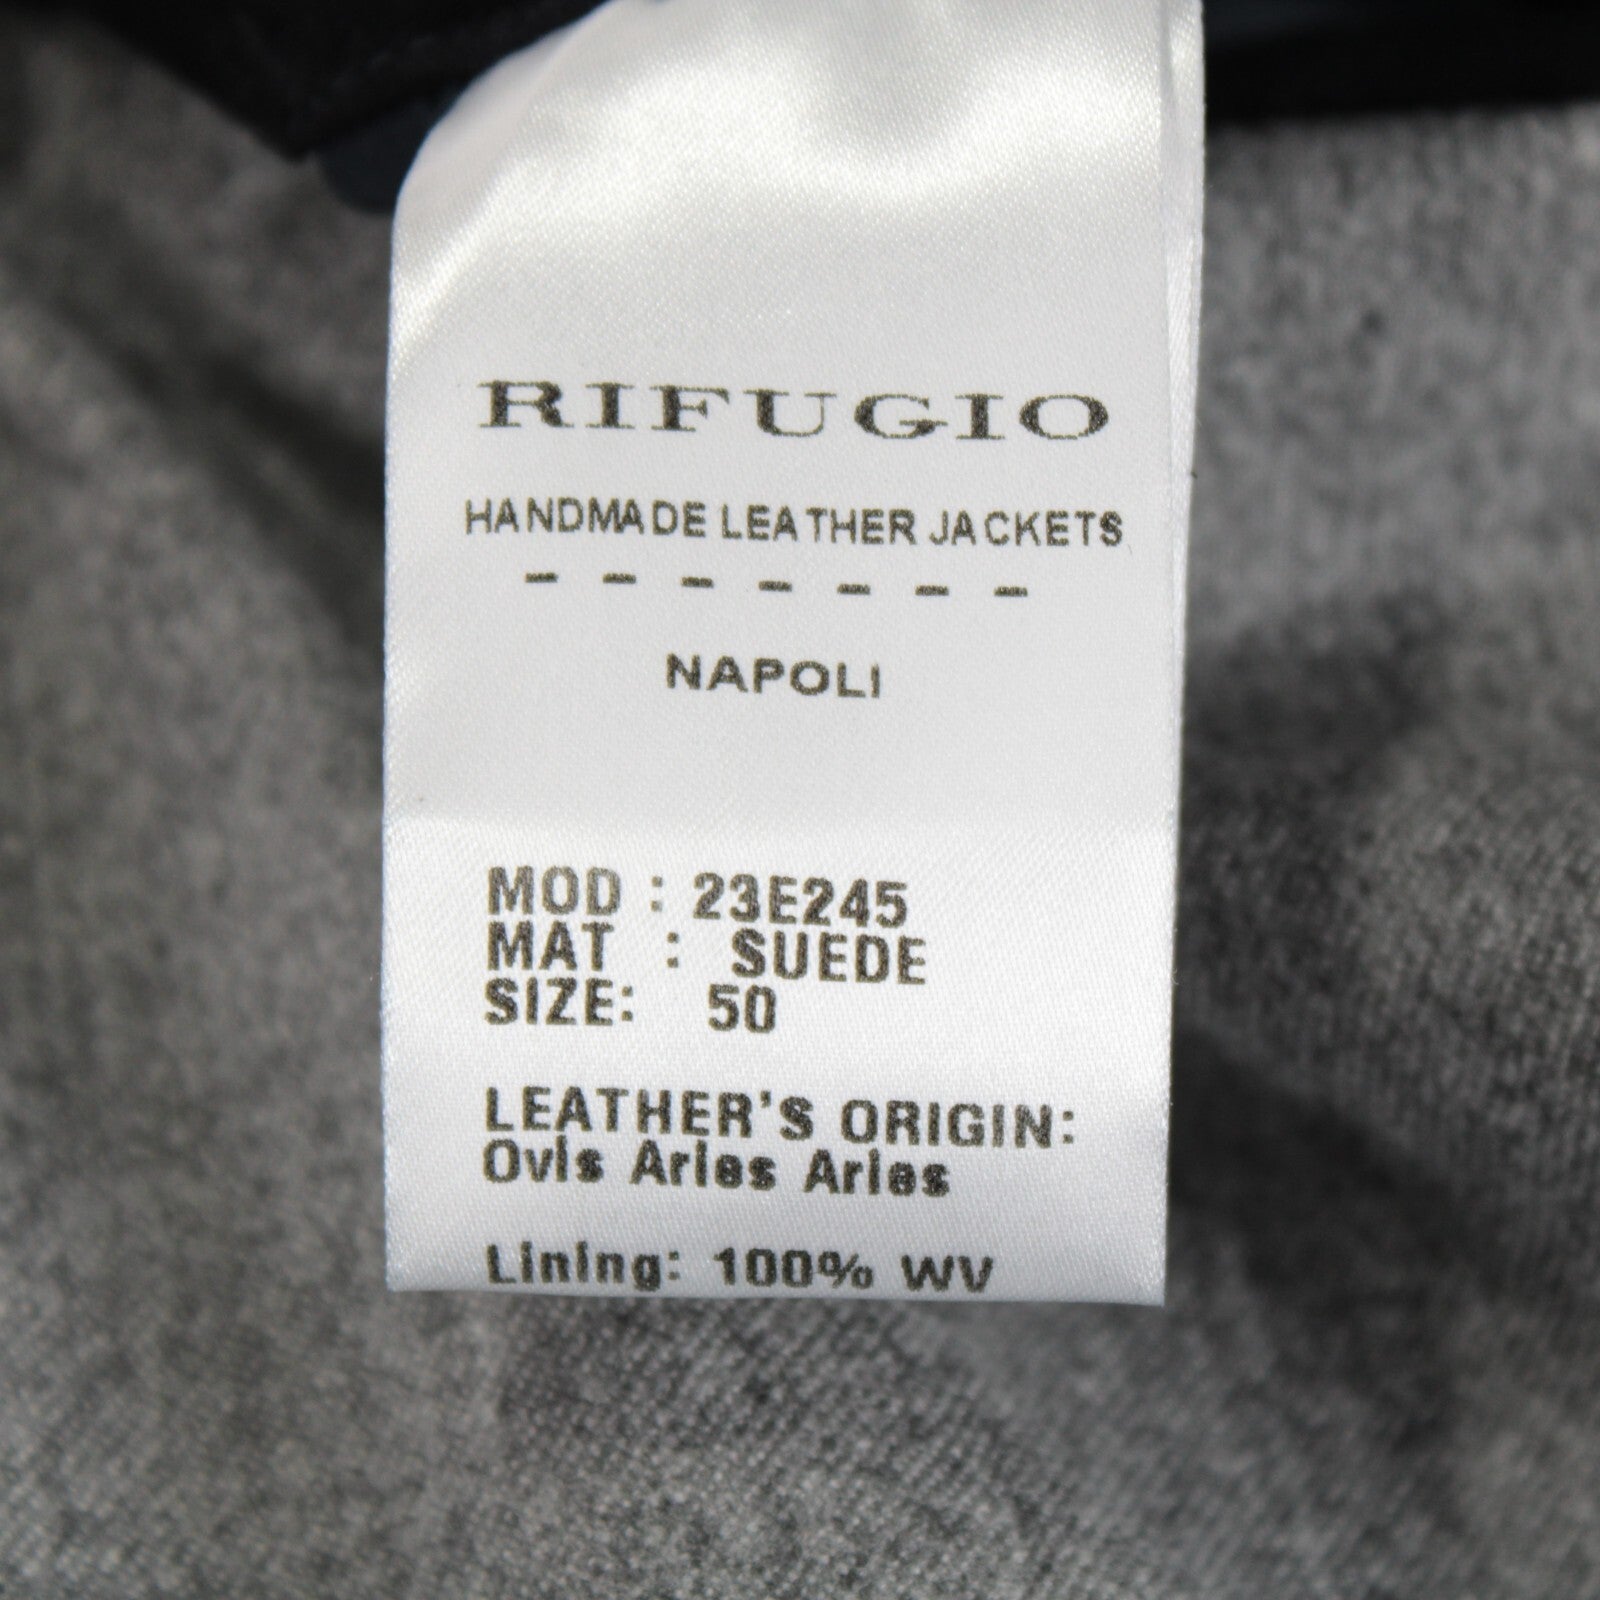 RIFUGIO
HANDMADE LEATHER JACKETS
- - - - - - -
NAPOLI
MOD : 23E245
MAT : SUEDE
SIZE: 50
LEATHER'S ORIGIN:
Ovis Aries Aries
Lining: 100% WV